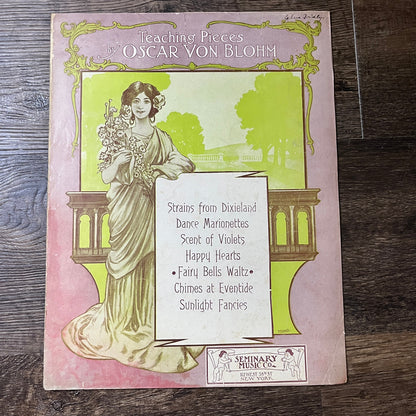 Teaching Pieces
by OSCAR VON BLOHM
Strains from Dixieland
Dance Marionettes
Scent of Violets
Happy Hearts
• Fairy Bells Waltz •
Chimes at Eventide
Sunlight Fancies
SEMINARY
MUSIC CO.
NEW YORK